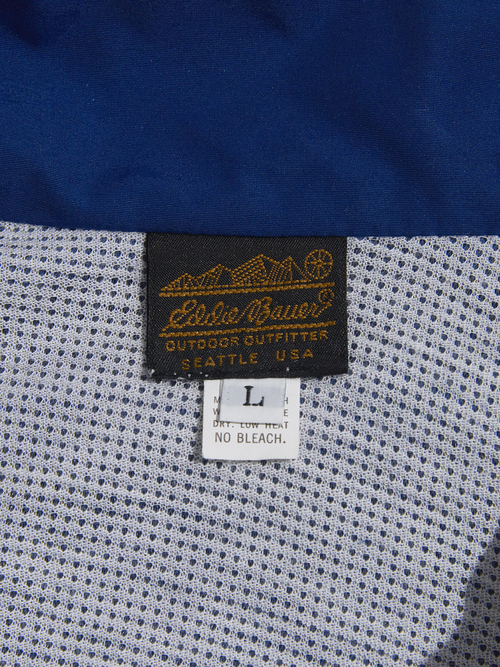 Eddie Bauer®
OUTDOOR OUTFITTER
SEATTLE USA
L
DRY. LOW HEAT
NO BLEACH.